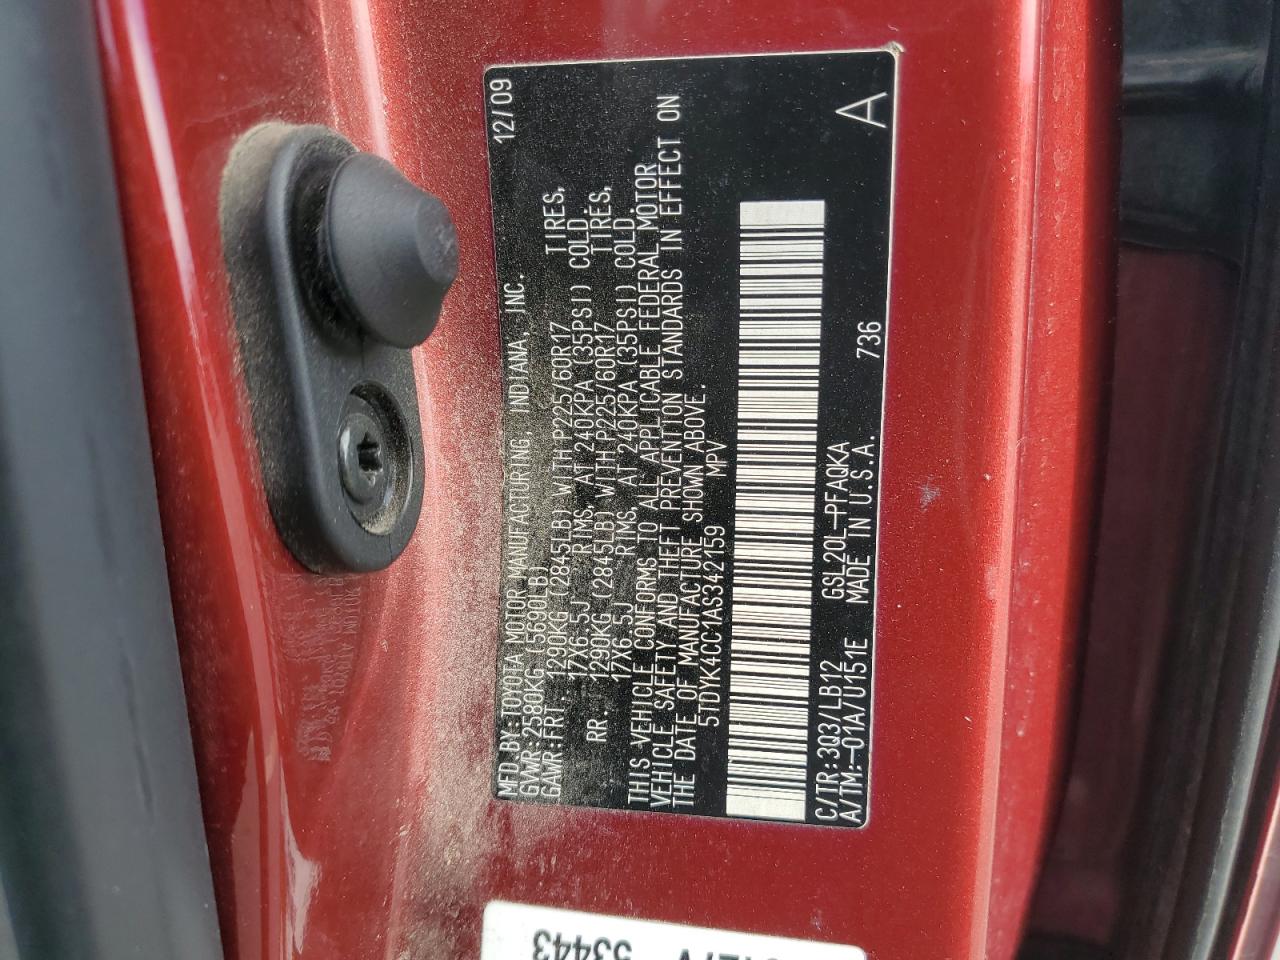 MFD.BY:TOYOTA MOTOR MANUFACTURING, INDIANA, INC. 12/09
GVWR:2580KG (5690LB)
GAWR:FRT. 1290KG (2845LB) WITH P225/60R17 TIRES,
17X6.5J RIMS, AT 240KPA (35PSI) COLD.
RR. 1290KG (2845LB) WITH P225/60R17 TIRES,
17X6.5J RIMS, AT 240KPA (35PSI) COLD.
THIS VEHICLE CONFORMS TO ALL APPLICABLE FEDERAL MOTOR
VEHICLE SAFETY AND THEFT PREVENTION STANDARDS IN EFFECT ON
THE DATE OF MANUFACTURE SHOWN ABOVE.
5TDYK4CC1AS342159 MPV
C/TR:3Q3/LB12 GSL20L-PFAQKA
A/TM:-01A/U151E MADE IN U.S.A. 736 A
53443